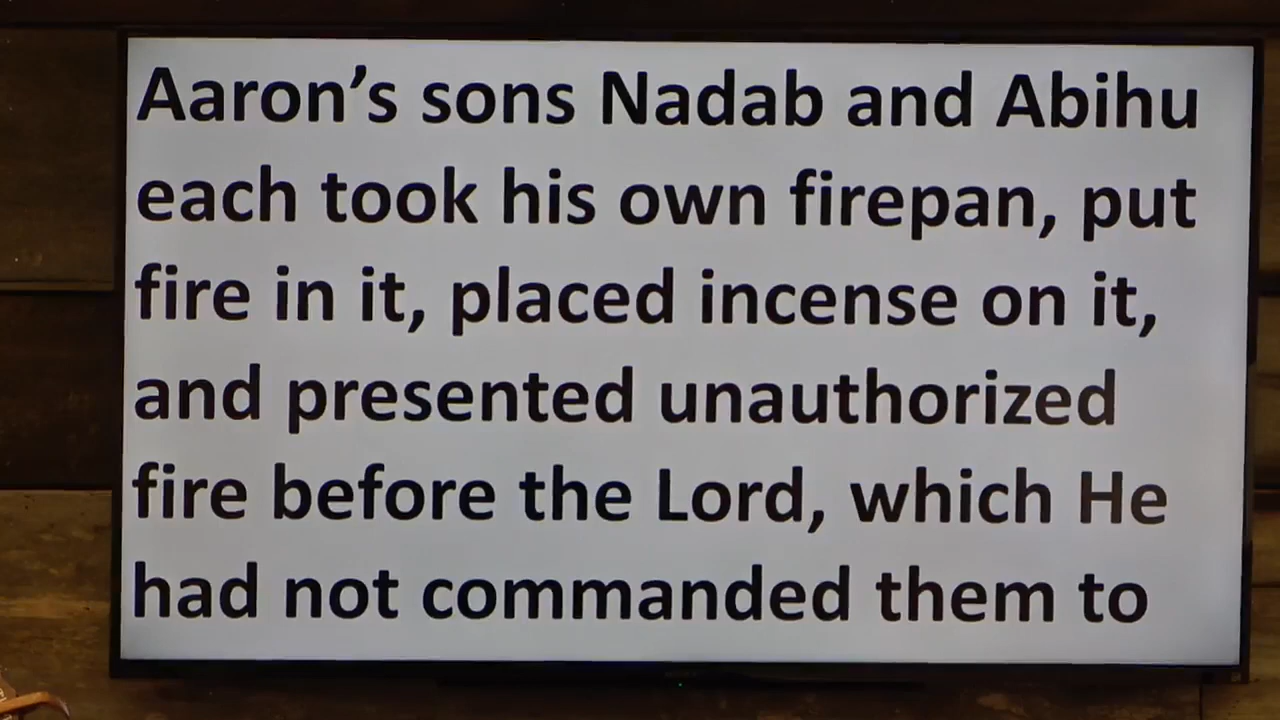 Aaron’s sons Nadab and Abihu
each took his own firepan, put
fire in it, placed incense on it,
and presented unauthorized
fire before the Lord, which He
had not commanded them to